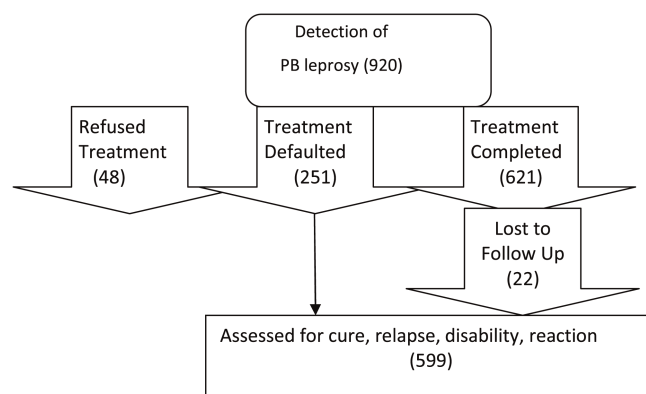 Detection of
PB leprosy (920)
Refused
Treatment
(48)
Treatment
Defaulted
(251)
Treatment
Completed
(621)
Lost to
Follow Up
(22)
Assessed for cure, relapse, disability, reaction
(599)